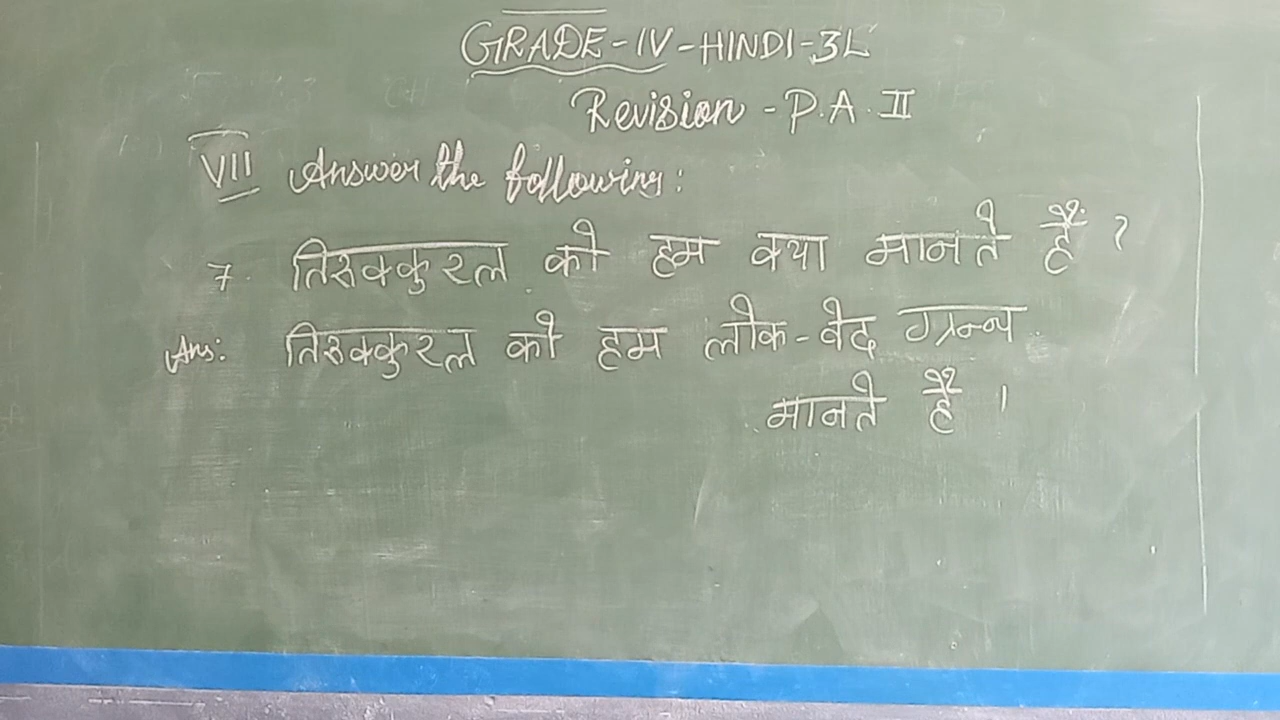 GRADE-IV-HINDI-3L
Revision - P.A. II
VII Answer the following:
7. तिरुक्कुरल को हम क्या मानते हैं ?
Ans: तिरुक्कुरल को हम लोक-वेद ग्रन्थ
मानते हैं ।